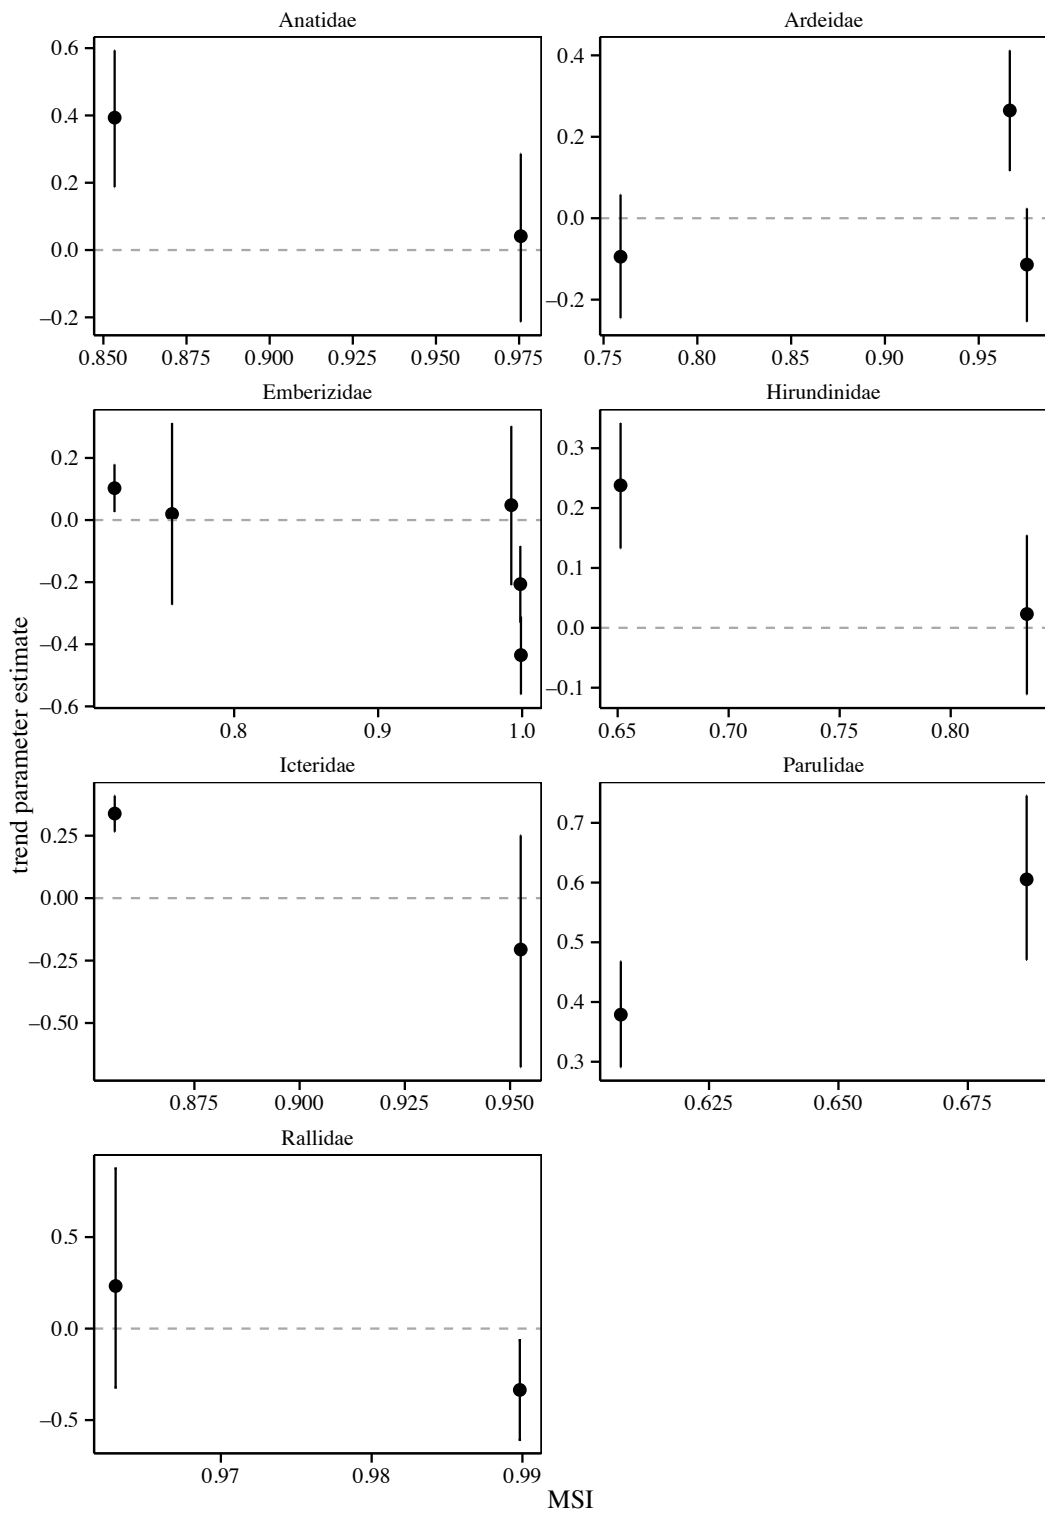 Anatidae
Ardeidae
0.6
0.4
0.2
0.0
−0.2
0.4
0.2
0.0
−0.2
0.850 0.875 0.900 0.925 0.950 0.975
0.75 0.80 0.85 0.90 0.95
Emberizidae
Hirundinidae
0.2
0.0
−0.2
−0.4
−0.6
0.3
0.2
0.1
0.0
−0.1
0.8 0.9 1.0
0.65 0.70 0.75 0.80
trend parameter estimate
Icteridae
Parulidae
0.25
0.00
−0.25
−0.50
0.7
0.6
0.5
0.4
0.3
0.875 0.900 0.925 0.950
0.625 0.650 0.675
Rallidae
0.5
0.0
−0.5
0.97 0.98 0.99
MSI